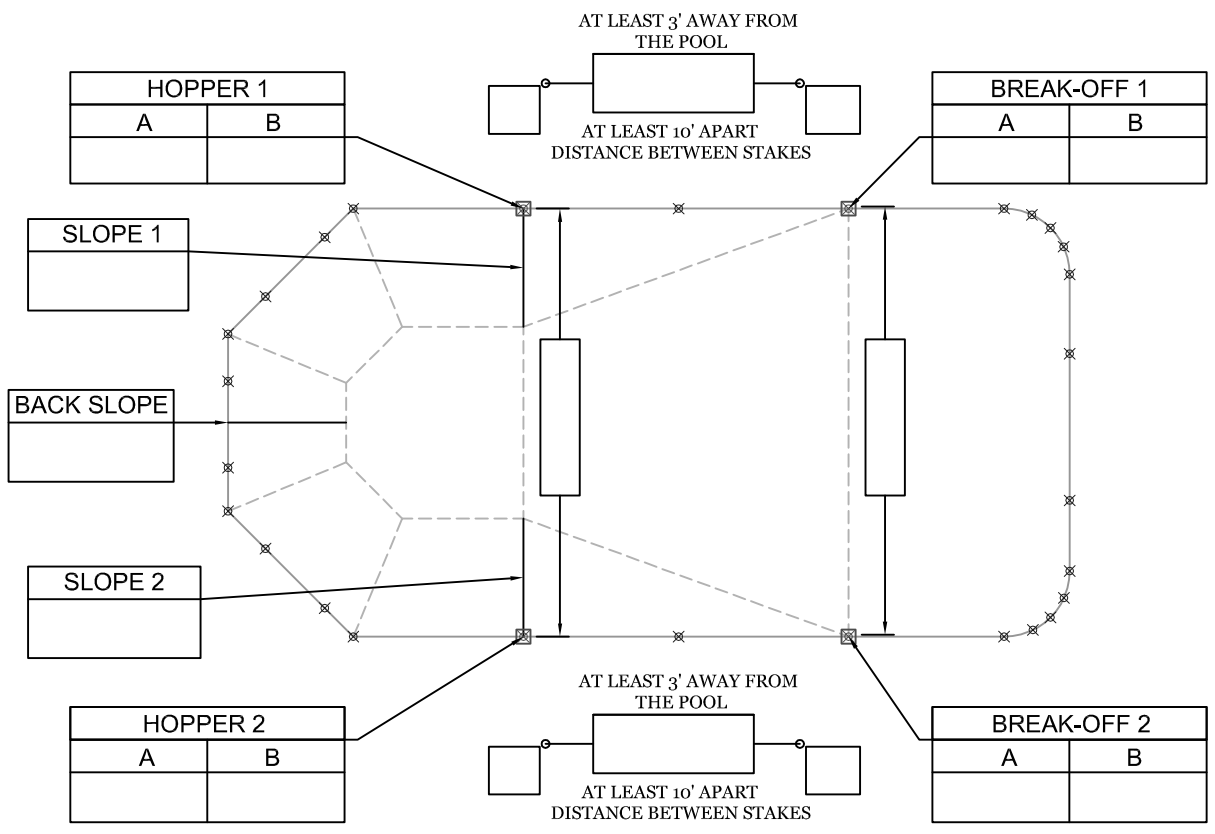 AT LEAST 3' AWAY FROM
THE POOL
HOPPER 1
A B
BREAK-OFF 1
A B
AT LEAST 10' APART
DISTANCE BETWEEN STAKES
SLOPE 1
BACK SLOPE
SLOPE 2
AT LEAST 3' AWAY FROM
THE POOL
HOPPER 2
A B
BREAK-OFF 2
A B
AT LEAST 10' APART
DISTANCE BETWEEN STAKES